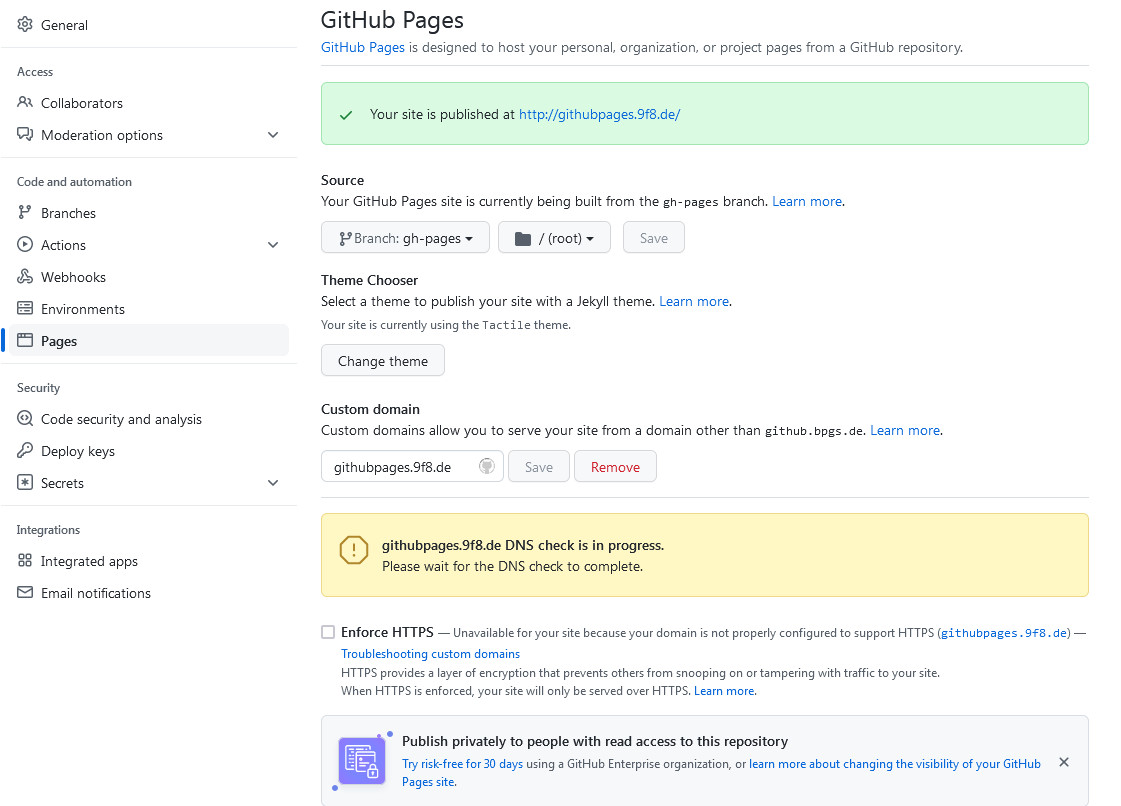 General
Access
Collaborators
Moderation options
Code and automation
Branches
Actions
Webhooks
Environments
Pages
Security
Code security and analysis
Deploy keys
Secrets
Integrations
Integrated apps
Email notifications
GitHub Pages
GitHub Pages is designed to host your personal, organization, or project pages from a GitHub repository.
Your site is published at http://githubpages.9f8.de/
Source
Your GitHub Pages site is currently being built from the gh-pages branch. Learn more.
Branch: gh-pages / (root) Save
Theme Chooser
Select a theme to publish your site with a Jekyll theme. Learn more.
Your site is currently using the Tactile theme.
Change theme
Custom domain
Custom domains allow you to serve your site from a domain other than github.bpgs.de. Learn more.
githubpages.9f8.de Save Remove
githubpages.9f8.de DNS check is in progress.
Please wait for the DNS check to complete.
Enforce HTTPS — Unavailable for your site because your domain is not properly configured to support HTTPS (githubpages.9f8.de) —
Troubleshooting custom domains
HTTPS provides a layer of encryption that prevents others from snooping on or tampering with traffic to your site.
When HTTPS is enforced, your site will only be served over HTTPS. Learn more.
Publish privately to people with read access to this repository
Try risk-free for 30 days using a GitHub Enterprise organization, or learn more about changing the visibility of your GitHub
Pages site.